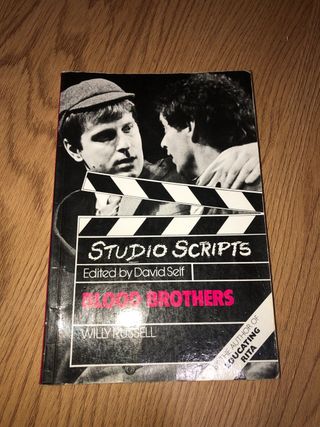 STUDIO SCRIPTS
Edited by David Self
BLOOD BROTHERS
WILLY RUSSELL
BY THE AUTHOR OF
EDUCATING
RITA